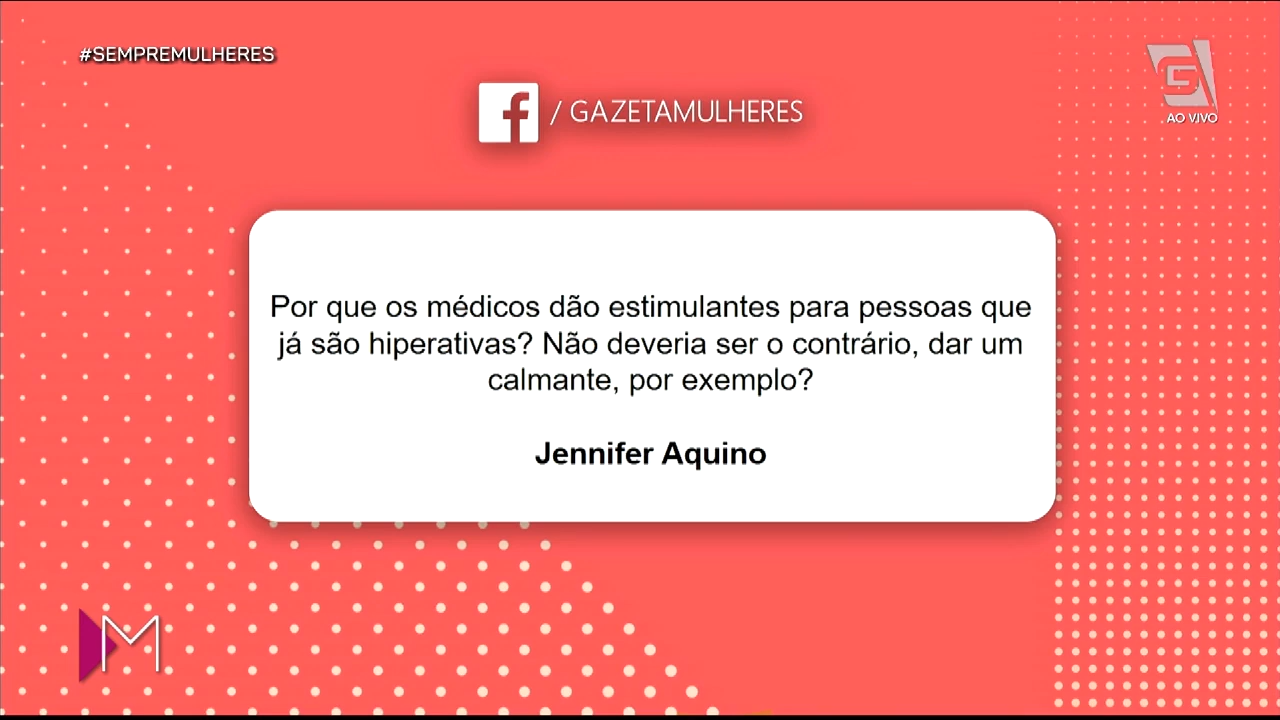 #SEMPREMULHERES
G
AO VIVO
f / GAZETAMULHERES
Por que os médicos dão estimulantes para pessoas que
já são hiperativas? Não deveria ser o contrário, dar um
calmante, por exemplo?
Jennifer Aquino
M